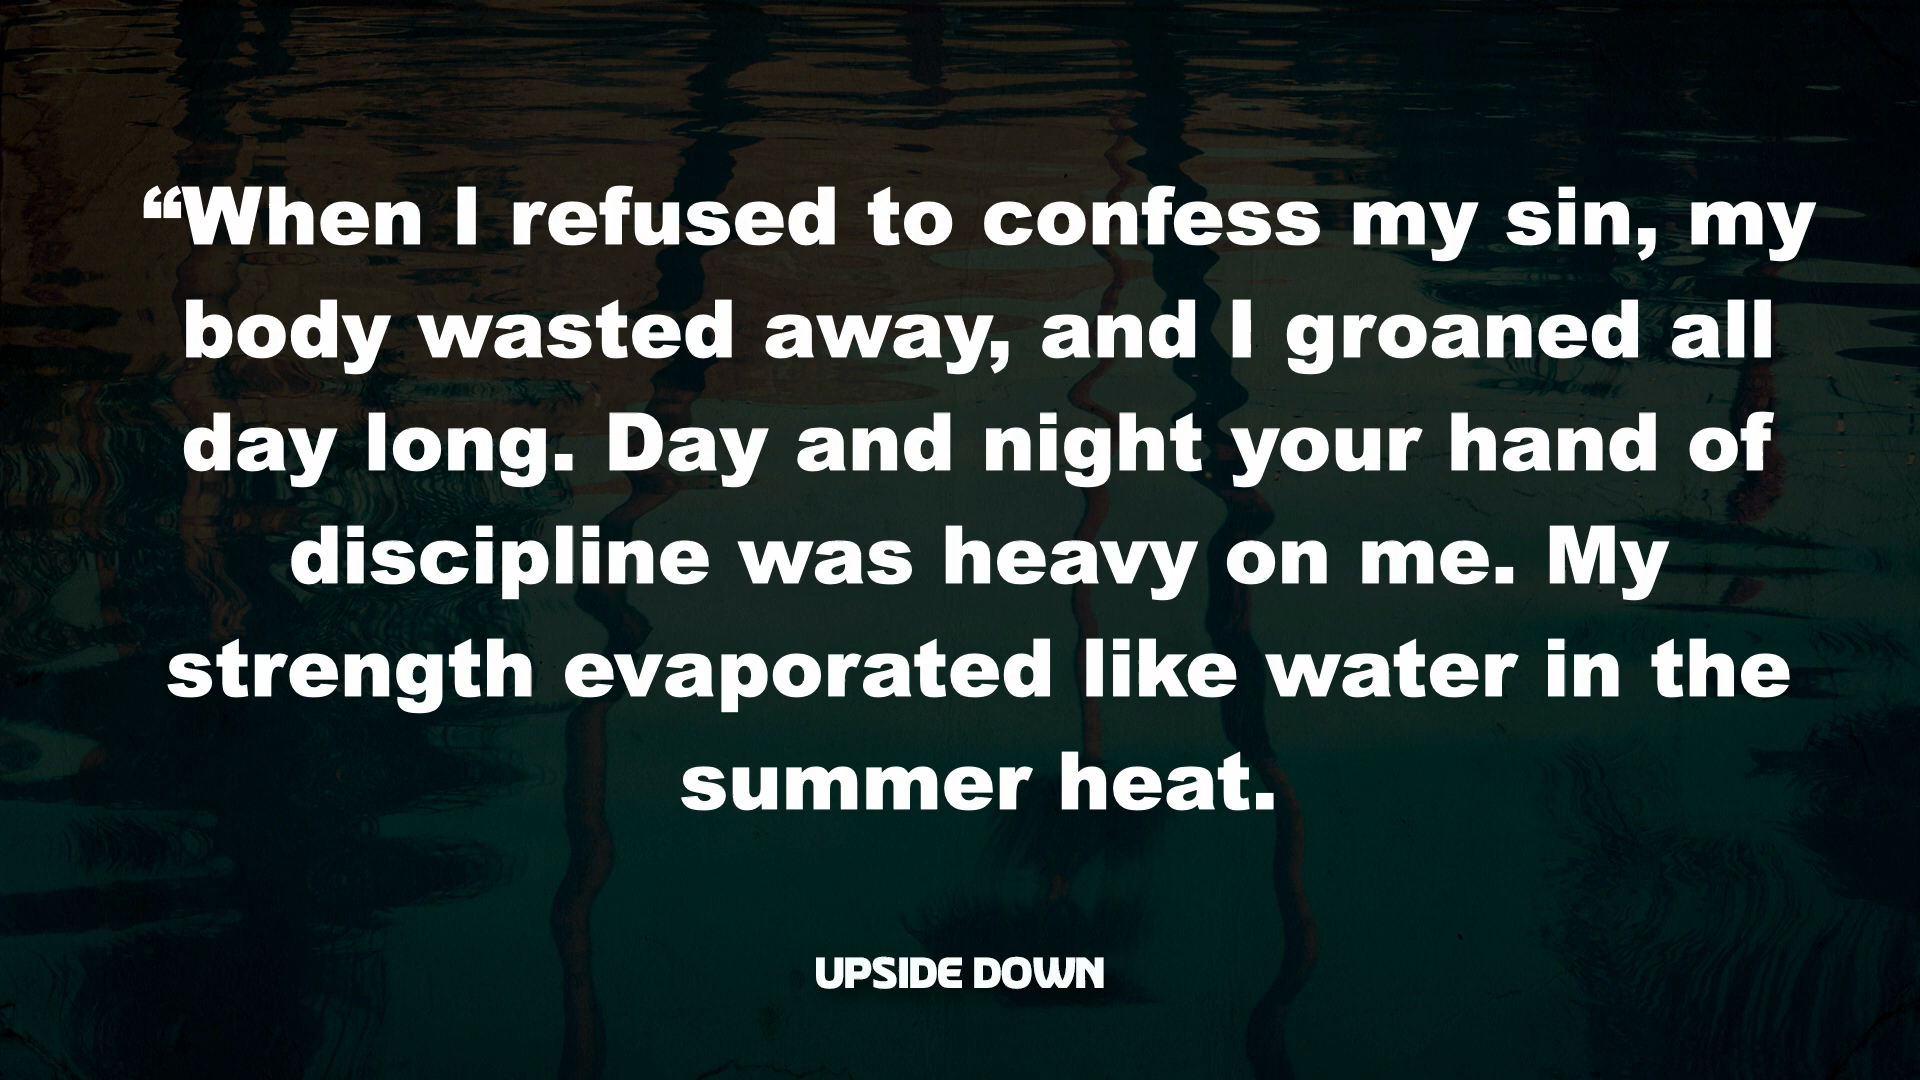 “When I refused to confess my sin, my
body wasted away, and I groaned all
day long. Day and night your hand of
discipline was heavy on me. My
strength evaporated like water in the
summer heat.
UPSIDE DOWN